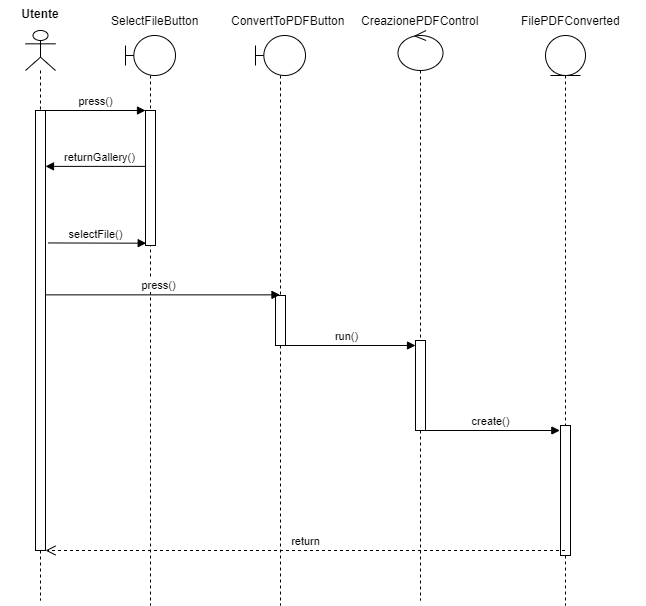 Utente
SelectFileButton
ConvertToPDFButton
CreazionePDFControl
FilePDFConverted
press()
returnGallery()
selectFile()
press()
run()
create()
return